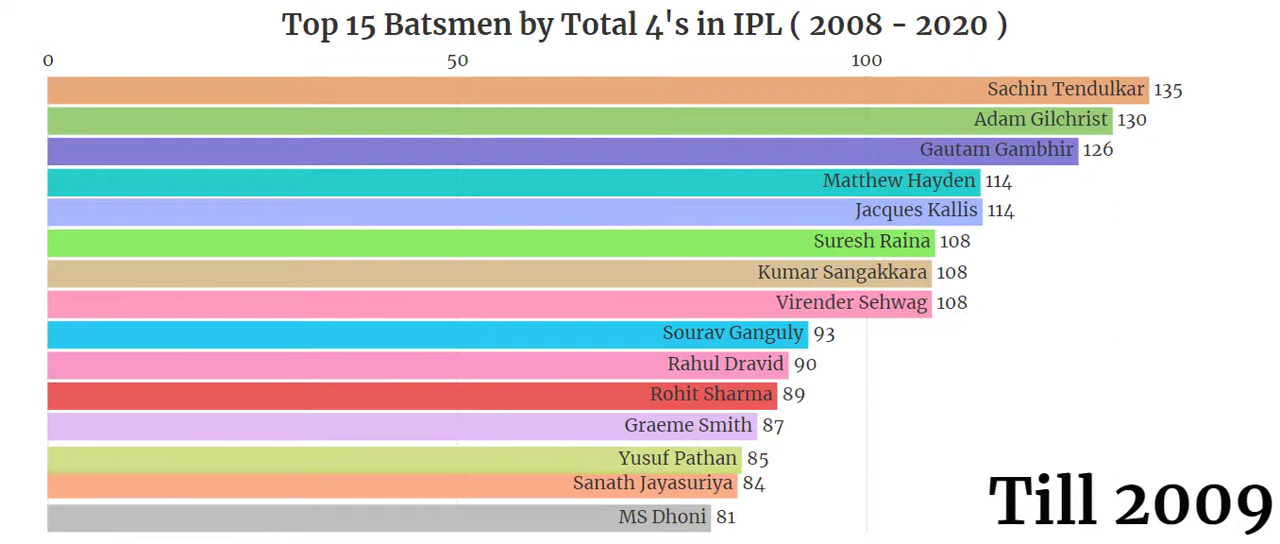 Top 15 Batsmen by Total 4's in IPL ( 2008 - 2020 )
0 50 100
Sachin Tendulkar 135
Adam Gilchrist 130
Gautam Gambhir 126
Matthew Hayden 114
Jacques Kallis 114
Suresh Raina 108
Kumar Sangakkara 108
Virender Sehwag 108
Sourav Ganguly 93
Rahul Dravid 90
Rohit Sharma 89
Graeme Smith 87
Yusuf Pathan 85
Sanath Jayasuriya 84
MS Dhoni 81
Till 2009